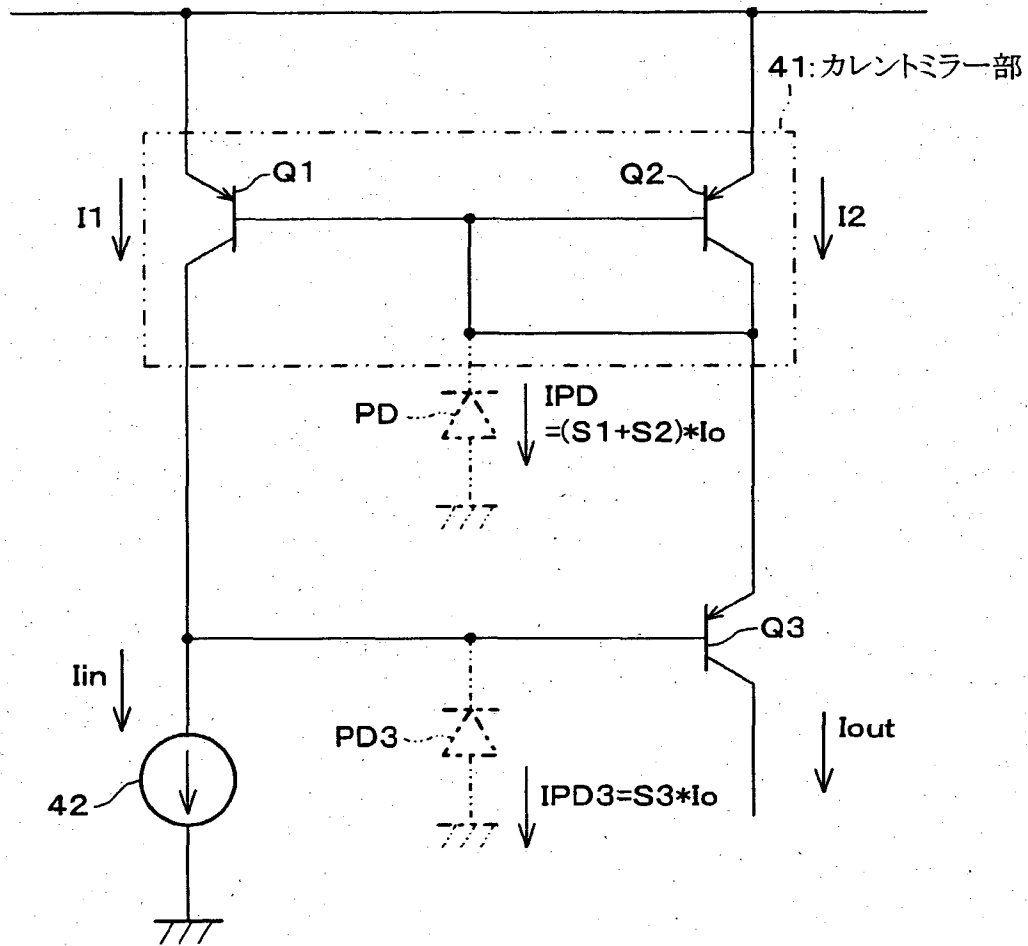 41:カレントミラー部
Q1
Q2
I1
I2
PD
IPD
=(S1+S2)*Io
Q3
Iin
PD3
Iout
42
IPD3=S3*Io